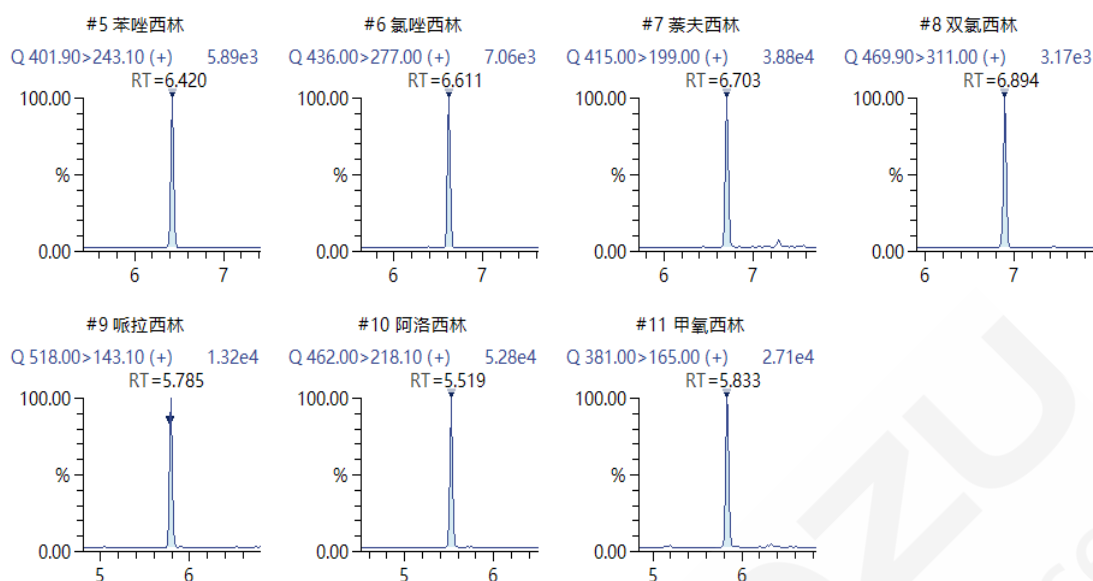 #5 苯唑西林
Q 401.90>243.10 (+) 5.89e3
RT=6.420
100.00
%
0.00
6 7
#6 氯唑西林
Q 436.00>277.00 (+) 7.06e3
RT=6.611
100.00
%
0.00
6 7
#7 萘夫西林
Q 415.00>199.00 (+) 3.88e4
RT=6.703
100.00
%
0.00
6 7
#8 双氯西林
Q 469.90>311.00 (+) 3.17e3
RT=6.894
100.00
%
0.00
6 7
#9 哌拉西林
Q 518.00>143.10 (+) 1.32e4
RT=5.785
100.00
%
0.00
5 6
#10 阿洛西林
Q 462.00>218.10 (+) 5.28e4
RT=5.519
100.00
%
0.00
5 6
#11 甲氧西林
Q 381.00>165.00 (+) 2.71e4
RT=5.833
100.00
%
0.00
5 6